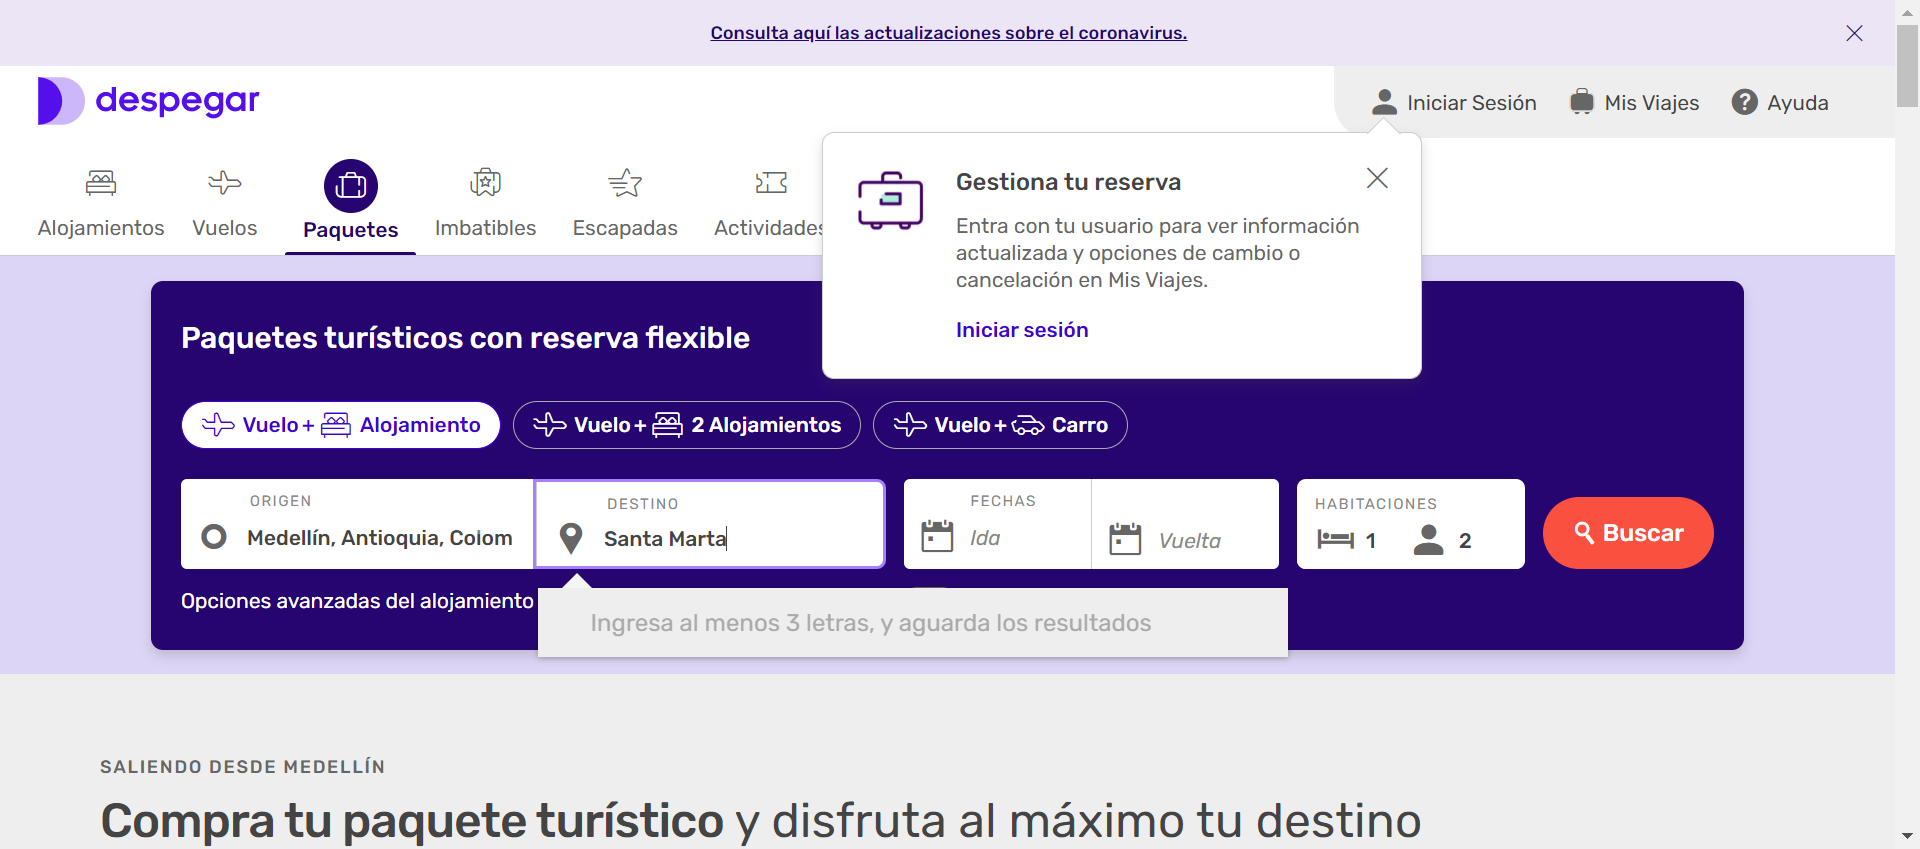 Consulta aquí las actualizaciones sobre el coronavirus.
despegar
Iniciar Sesión
Mis Viajes
Ayuda
Alojamientos
Vuelos
Paquetes
Imbatibles
Escapadas
Actividades
Gestiona tu reserva
Entra con tu usuario para ver información
actualizada y opciones de cambio o
cancelación en Mis Viajes.
Iniciar sesión
Paquetes turísticos con reserva flexible
Vuelo + Alojamiento
Vuelo + 2 Alojamientos
Vuelo + Carro
ORIGEN
Medellín, Antioquia, Colom
DESTINO
Santa Marta
FECHAS
Ida
Vuelta
HABITACIONES
1
2
Buscar
Opciones avanzadas del alojamiento
Ingresa al menos 3 letras, y aguarda los resultados
SALIENDO DESDE MEDELLÍN
Compra tu paquete turístico y disfruta al máximo tu destino